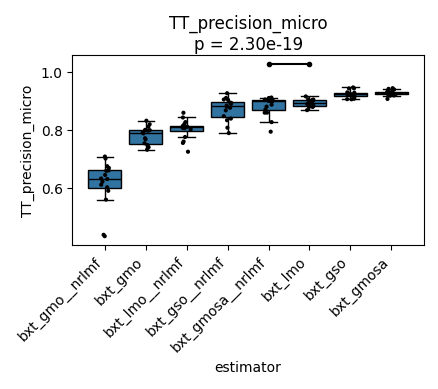 TT_precision_micro
p = 2.30e-19
1.0
0.8
0.6
TT_precision_micro
bxt_gmo__nrlmf
bxt_gmo
bxt_lmo__nrlmf
bxt_gso__nrlmf
bxt_gmosa__nrlmf
bxt_lmo
bxt_gso
bxt_gmosa
estimator